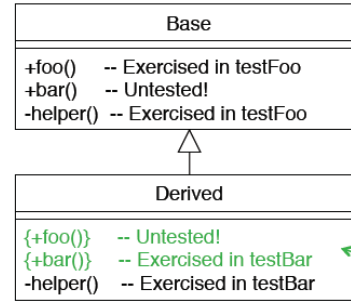 Base
+foo() -- Exercised in testFoo
+bar() -- Untested!
-helper() -- Exercised in testFoo
Derived
{+foo()} -- Untested!
{+bar()} -- Exercised in testBar
-helper() -- Exercised in testBar